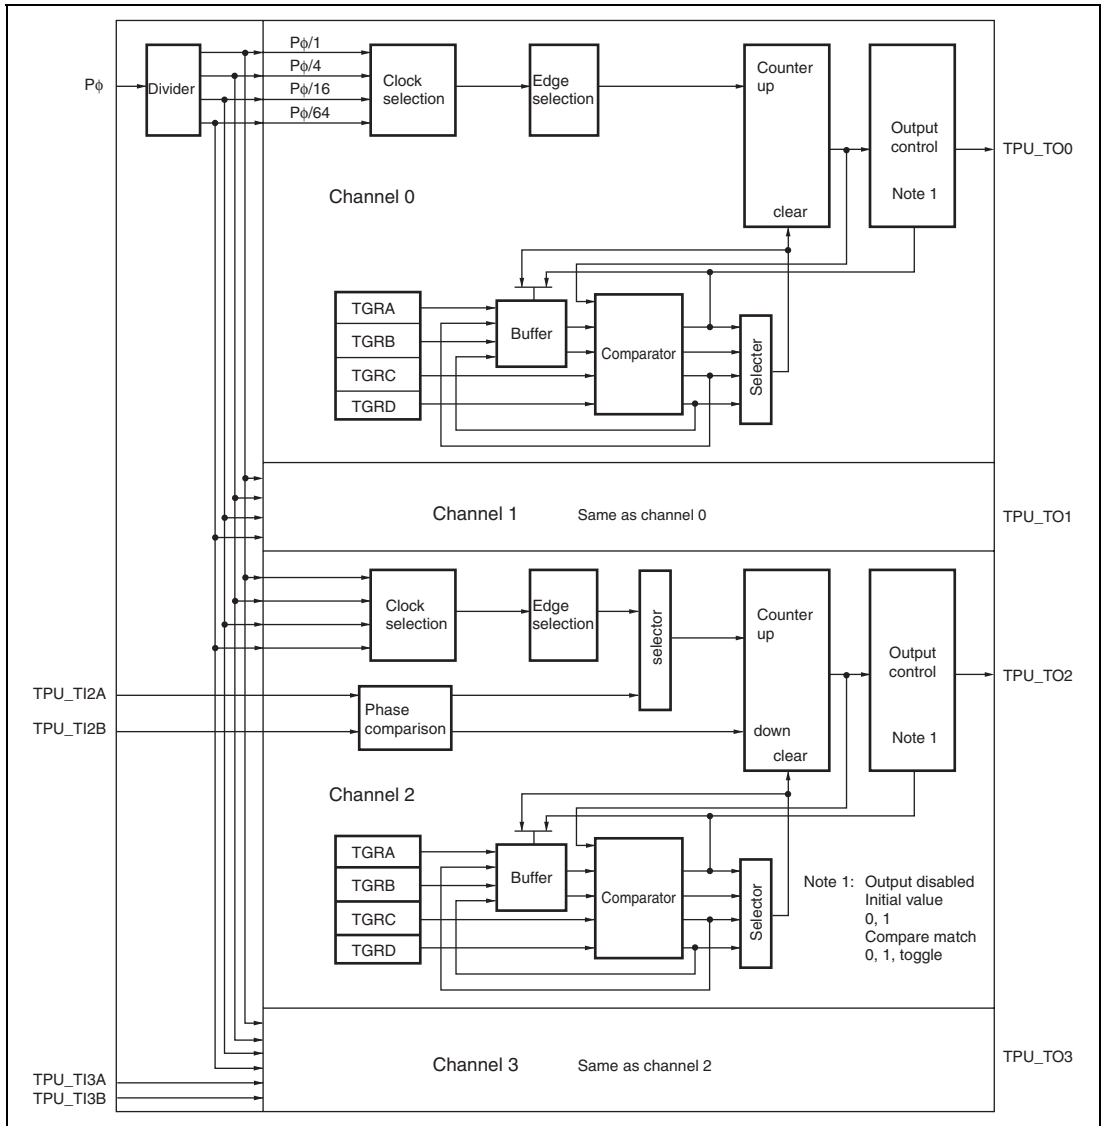 Pϕ/1
Pϕ/4
Pϕ/16
Pϕ/64
Pϕ
Divider
Clock
selection
Edge
selection
Counter
up
clear
Output
control
Note 1
TPU_TO0
Channel 0
TGRA
TGRB
TGRC
TGRD
Buffer
Comparator
Selecter
Channel 1
Same as channel 0
TPU_TO1
Clock
selection
Edge
selection
selector
Counter
up
down
clear
Output
control
Note 1
TPU_TO2
TPU_TI2A
TPU_TI2B
Phase
comparison
Channel 2
TGRA
TGRB
TGRC
TGRD
Buffer
Comparator
Selector
Note 1: Output disabled
Initial value
0, 1
Compare match
0, 1, toggle
Channel 3
Same as channel 2
TPU_TO3
TPU_TI3A
TPU_TI3B